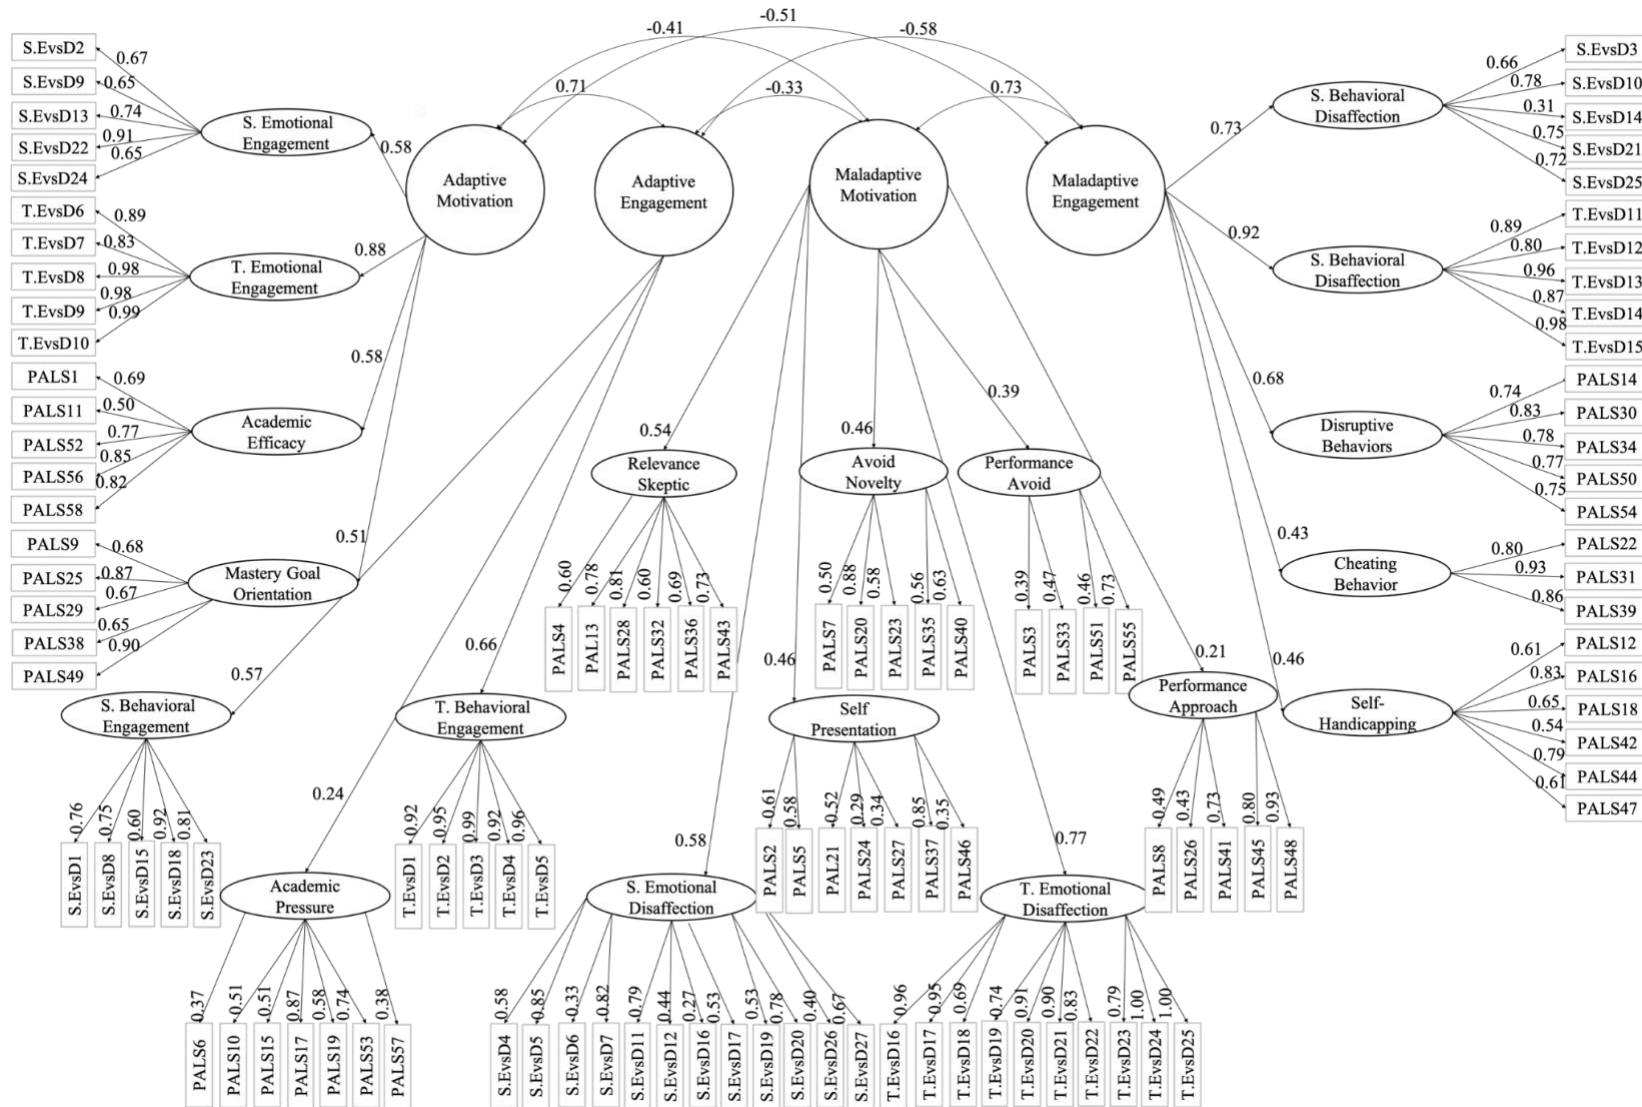 -0.51
-0.41
-0.58
0.71
-0.33
0.73
S.EvsD2
S.EvsD9
S.EvsD13
S.EvsD22
S.EvsD24
0.67
0.65
0.74
0.91
0.65
S. Emotional
Engagement
0.58
T.EvsD6
T.EvsD7
T.EvsD8
T.EvsD9
T.EvsD10
0.89
0.83
0.98
0.98
0.99
T. Emotional
Engagement
0.88
PALS1
PALS11
PALS52
PALS56
PALS58
0.69
0.50
0.77
0.85
0.82
Academic
Efficacy
0.58
PALS9
PALS25
PALS29
PALS38
PALS49
0.68
0.87
0.67
0.65
0.90
Mastery Goal
Orientation
0.51
Adaptive
Motivation
Adaptive
Engagement
Maladaptive
Motivation
Maladaptive
Engagement
0.57
S. Behavioral
Engagement
0.76
0.75
0.60
0.92
0.81
S.EvsD1
S.EvsD8
S.EvsD15
S.EvsD18
S.EvsD23
0.24
Academic
Pressure
0.37
0.51
0.51
0.87
0.58
0.74
0.38
PALS6
PALS10
PALS15
PALS17
PALS19
PALS53
PALS57
0.66
T. Behavioral
Engagement
0.92
0.95
0.99
0.92
0.96
T.EvsD1
T.EvsD2
T.EvsD3
T.EvsD4
T.EvsD5
0.54
Relevance
Skeptic
0.60
0.78
0.81
0.60
0.69
0.73
PALS4
PAL13
PALS28
PALS32
PALS36
PALS43
0.46
Avoid
Novelty
0.50
0.88
0.58
0.56
0.63
PALS7
PALS20
PALS23
PALS35
PALS40
0.39
Performance
Avoid
0.39
0.47
0.46
0.73
PALS3
PALS33
PALS51
PALS55
0.46
Self
Presentation
0.61
0.58
0.52
0.29
0.34
0.85
0.35
PALS2
PALS5
PAL21
PALS24
PALS27
PALS37
PALS46
0.21
Performance
Approach
0.49
0.43
0.73
0.80
0.93
PALS8
PALS26
PALS41
PALS45
PALS48
0.58
S. Emotional
Disaffection
0.58
0.85
0.33
0.82
0.79
0.44
0.27
0.53
0.53
0.78
0.40
0.67
S.EvsD4
S.EvsD5
S.EvsD6
S.EvsD7
S.EvsD11
S.EvsD12
S.EvsD16
S.EvsD17
S.EvsD19
S.EvsD20
S.EvsD26
S.EvsD27
0.77
T. Emotional
Disaffection
0.96
0.95
0.69
0.74
0.91
0.90
0.83
0.79
1.00
1.00
T.EvsD16
T.EvsD17
T.EvsD18
T.EvsD19
T.EvsD20
T.EvsD21
T.EvsD22
T.EvsD23
T.EvsD24
T.EvsD25
0.73
S. Behavioral
Disaffection
0.66
0.78
0.31
0.75
0.72
S.EvsD3
S.EvsD10
S.EvsD14
S.EvsD21
S.EvsD25
0.92
S. Behavioral
Disaffection
0.89
0.80
0.96
0.87
0.98
T.EvsD11
T.EvsD12
T.EvsD13
T.EvsD14
T.EvsD15
0.68
Disruptive
Behaviors
0.74
0.83
0.78
0.77
0.75
PALS14
PALS30
PALS34
PALS50
PALS54
0.43
Cheating
Behavior
0.80
0.93
0.86
PALS22
PALS31
PALS39
0.46
Self-
Handicapping
0.61
0.83
0.65
0.54
0.79
0.61
PALS12
PALS16
PALS18
PALS42
PALS44
PALS47